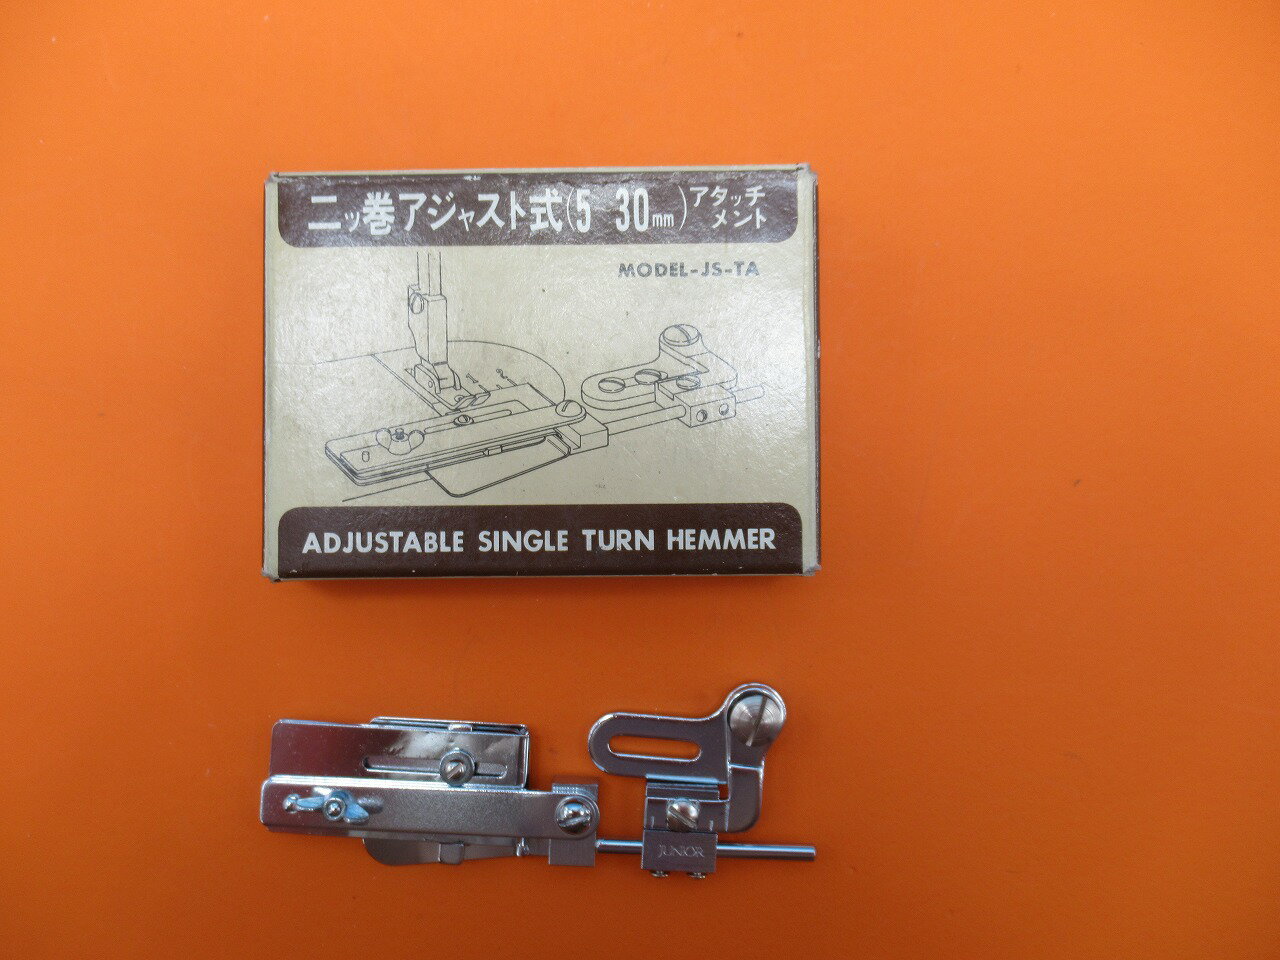 二ッ巻アジャスト式(5 30mm)アタッチメント
MODEL-JS-TA
ADJUSTABLE SINGLE TURN HEMMER
JUNIOR